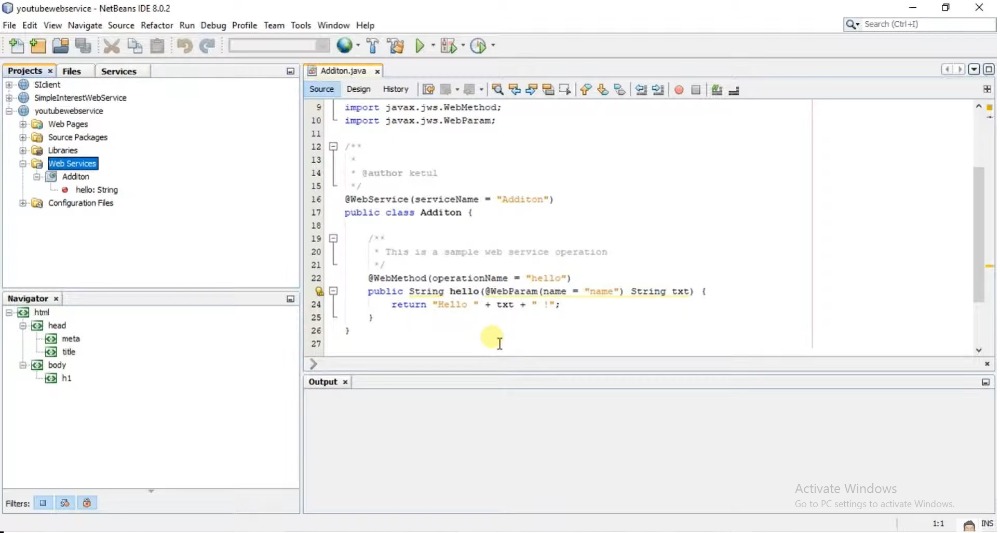 youtubewebservice - NetBeans IDE 8.0.2
File Edit View Navigate Source Refactor Run Debug Profile Team Tools Window Help
Search (Ctrl+I)
Projects Files Services
SIclient
SimpleInterestWebService
youtubewebservice
Web Pages
Source Packages
Libraries
Web Services
Additon
hello: String
Configuration Files
Navigator
html
head
meta
title
body
h1
Filters:
Additon.java
Source Design History
9 import javax.jws.WebMethod;
10 import javax.jws.WebParam;
11
12 /**
13 *
14 * @author ketul
15 */
16 @WebService(serviceName = "Additon")
17 public class Additon {
18
19 /**
20 * This is a sample web service operation
21 */
22 @WebMethod(operationName = "hello")
public String hello(@WebParam(name = "name") String txt) {
24 return "Hello " + txt + " !";
25 }
26 }
27
Output
Activate Windows
Go to PC settings to activate Windows.
1:1 INS